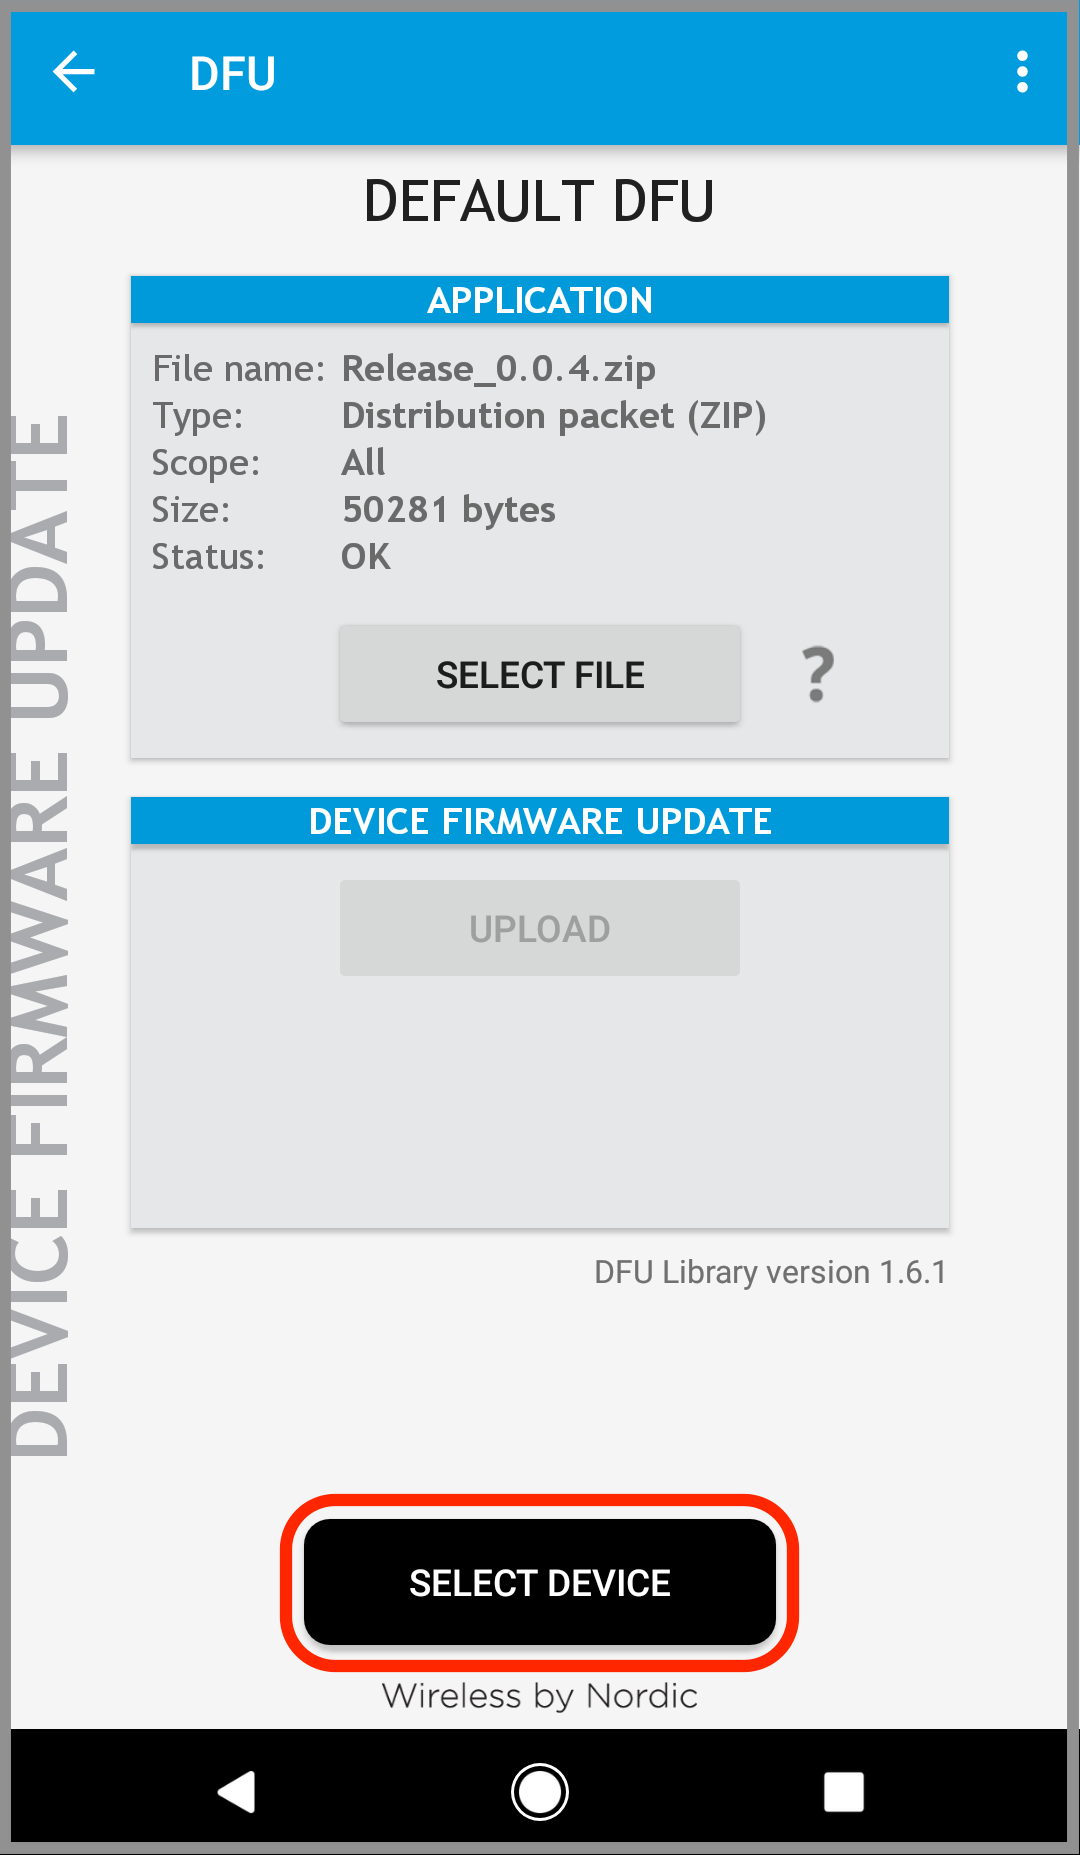 DFU
DEFAULT DFU
APPLICATION
File name: Release_0.0.4.zip
Type: Distribution packet (ZIP)
Scope: All
Size: 50281 bytes
Status: OK
SELECT FILE ?
DEVICE FIRMWARE UPDATE
UPLOAD
DFU Library version 1.6.1
DEVICE FIRMWARE UPDATE
SELECT DEVICE
Wireless by Nordic